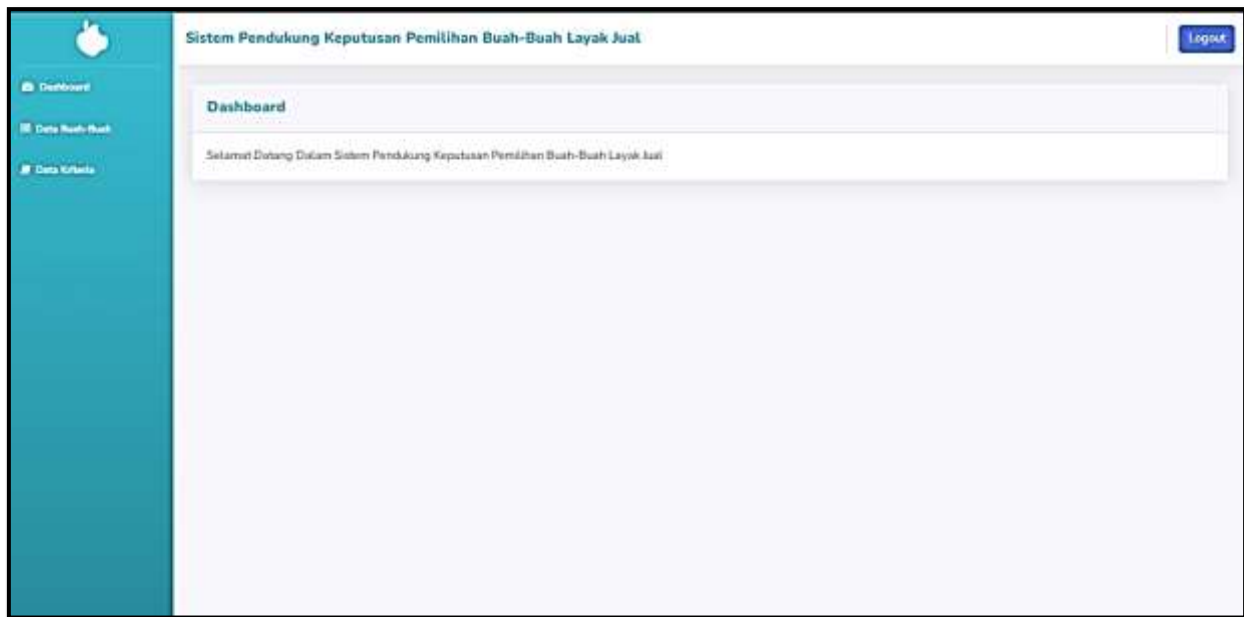 Sistem Pendukung Keputusan Pemilihan Buah-Buah Layak Jual
Logout
Dashboard
Data Buah-Buah
Data Kriteria
Dashboard
Selamat Datang Dalam Sistem Pendukung Keputusan Pemilihan Buah-Buah Layak Jual